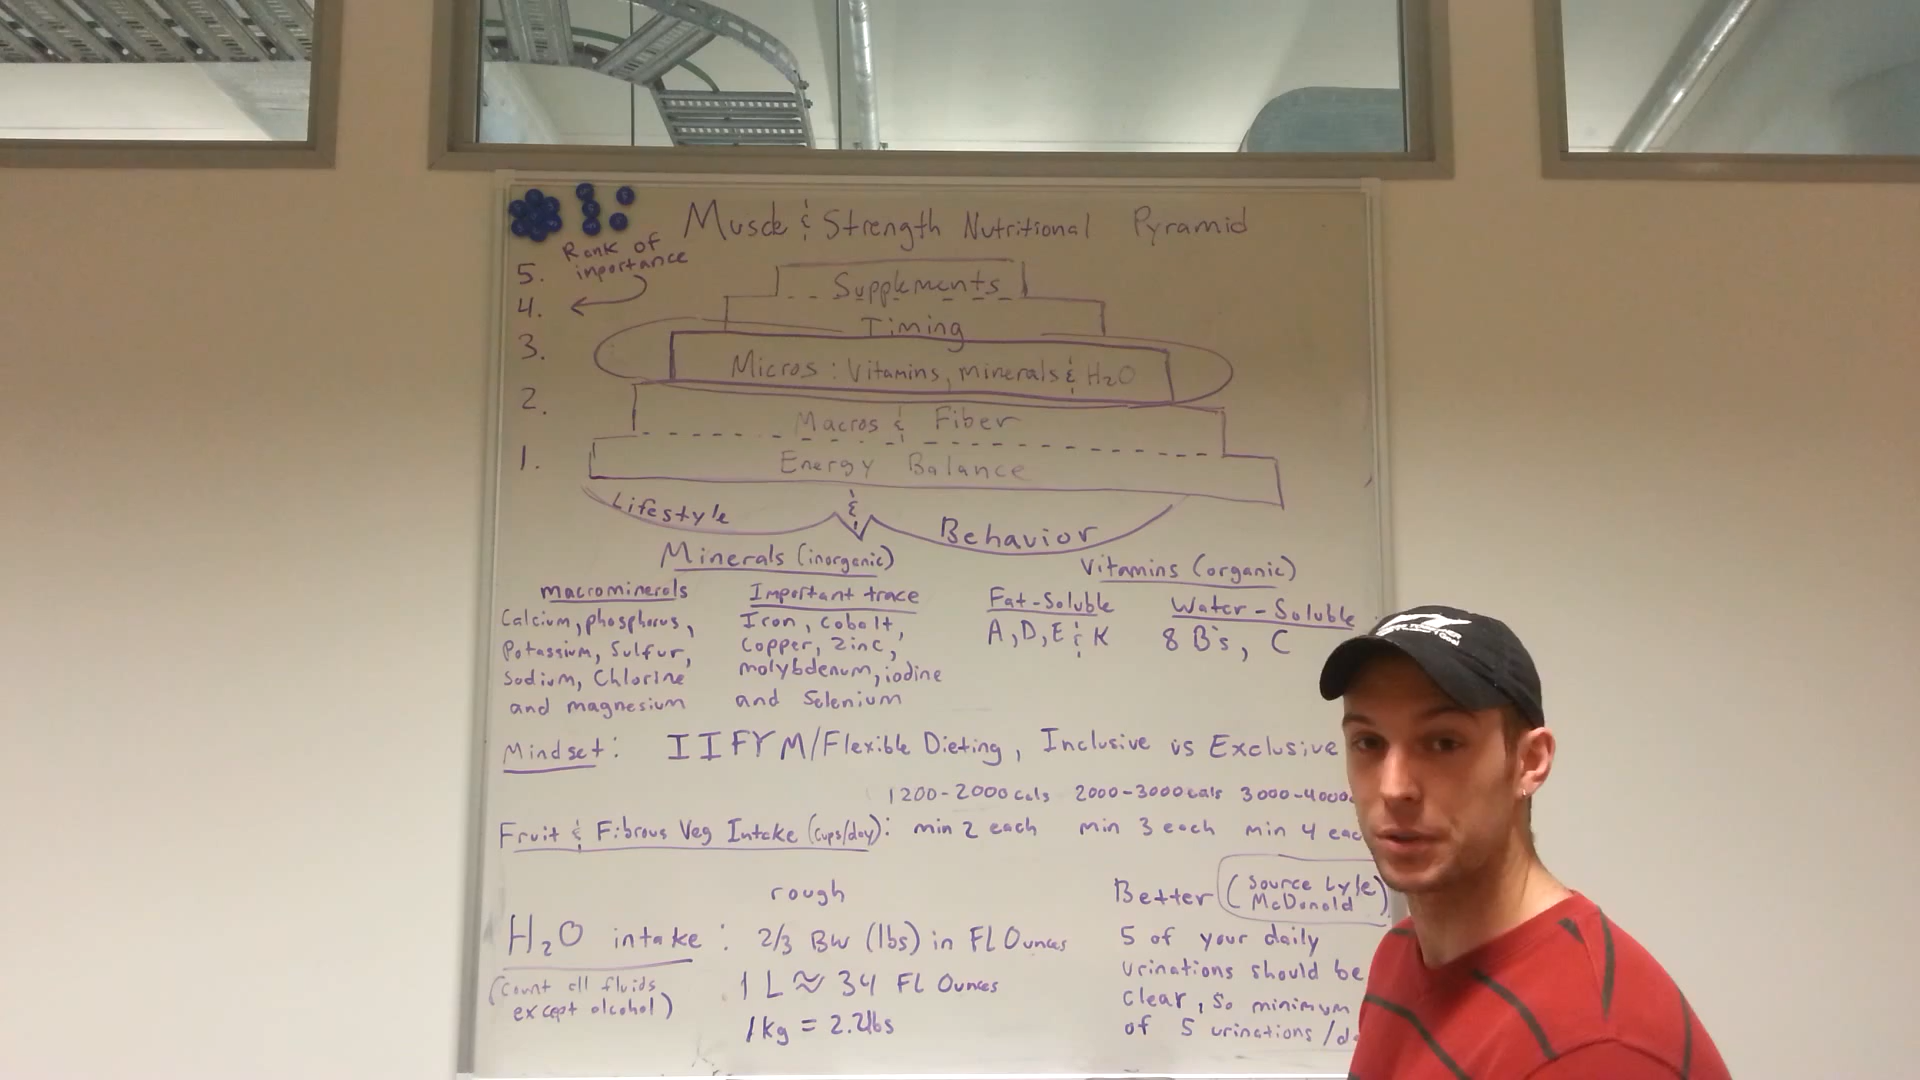 Muscle & Strength Nutritional Pyramid
Rank of importance
5. Supplements
4. Timing
3. Micros: Vitamins, minerals & H2O
2. Macros & Fiber
1. Energy Balance
Lifestyle & Behavior
Minerals (inorganic)
macrominerals
Calcium, phosphorus,
Potassium, Sulfur,
Sodium, Chlorine
and magnesium
Important trace
Iron, cobalt,
copper, zinc,
molybdenum, iodine
and Selenium
Vitamins (organic)
Fat-Soluble
A, D, E & K
Water-Soluble
8 B's, C
Mindset: IIFYM/Flexible Dieting, Inclusive vs Exclusive
1200-2000 cals 2000-3000 cals 3000-4000
Fruit & Fibrous Veg Intake (cups/day): min 2 each min 3 each min 4 eac
H2O intake:
(count all fluids
except alcohol)
rough
2/3 BW (lbs) in FL Ounces
1 L ≈ 34 FL Ounces
1kg = 2.2lbs
Better (Source Lyle McDonald)
5 of your daily
urinations should be
clear, so minimum
of 5 urinations/d